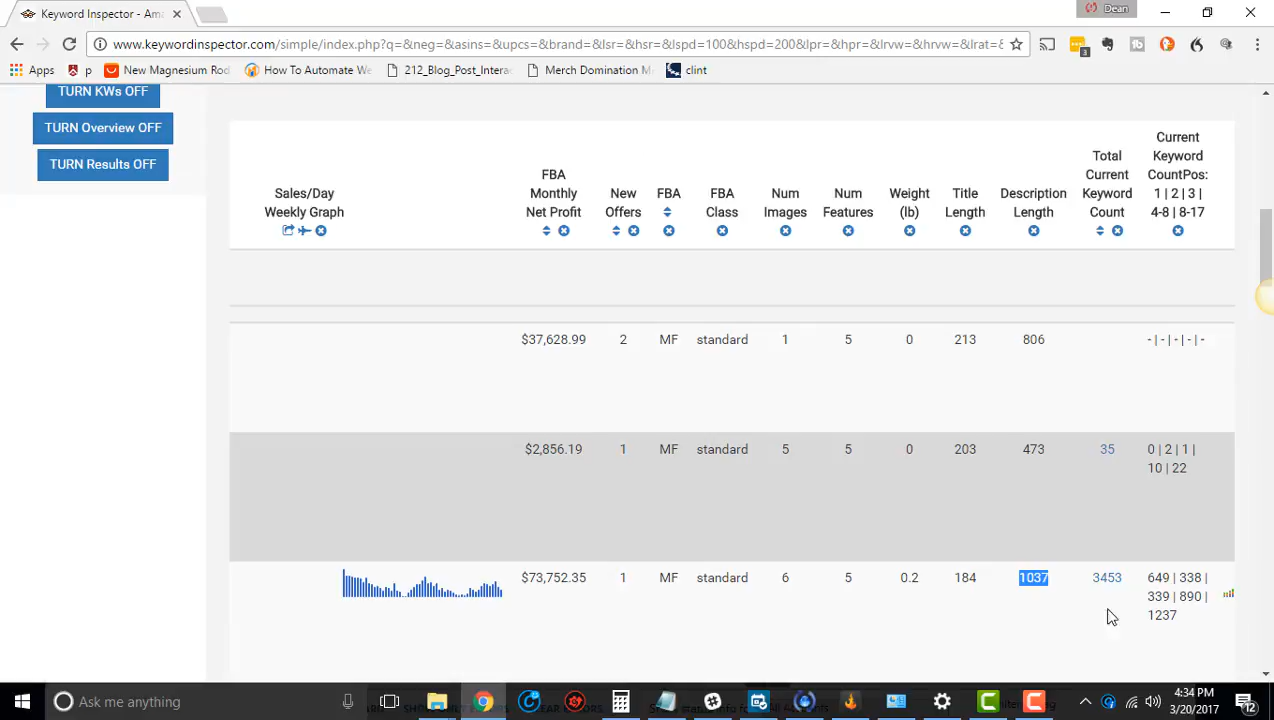 Keyword Inspector - Ama
Dean
www.keywordinspector.com/simple/index.php?q=&neg=&asins=&upcs=&brand=&lsr=&hsr=&lspd=100&hspd=200&ipr=&hpr=&lrvw=&hrvw=&lrat=&
3
Apps
p
New Magnesium Rod
How To Automate We
212_Blog_Post_Intera
Merch Domination M
clint
TURN KWs OFF
TURN Overview OFF
TURN Results OFF
Sales/Day
Weekly Graph
FBA
Monthly
Net Profit
New
Offers
FBA
FBA
Class
Num
Images
Num
Features
Weight
(lb)
Title
Length
Description
Length
Total
Current
Keyword
Count
Current
Keyword
CountPos:
1 | 2 | 3 |
4-8 | 8-17
$37,628.99 2 MF standard 1 5 0 213 806 - | - | - | - | -
$2,856.19 1 MF standard 5 5 0 203 473 35 0 | 2 | 1 |
10 | 22
$73,752.35 1 MF standard 6 5 0.2 184 1037 3453 649 | 338 |
339 | 890 |
1237
Ask me anything
4:34 PM
3/20/2017
12